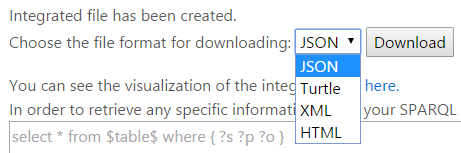 Integrated file has been created.
Choose the file format for downloading: JSON Download
JSON
Turtle
XML
HTML
You can see the visualization of the integ here.
In order to retrieve any specific informati your SPARQL
select * from $table$ where { ?s ?p ?o }